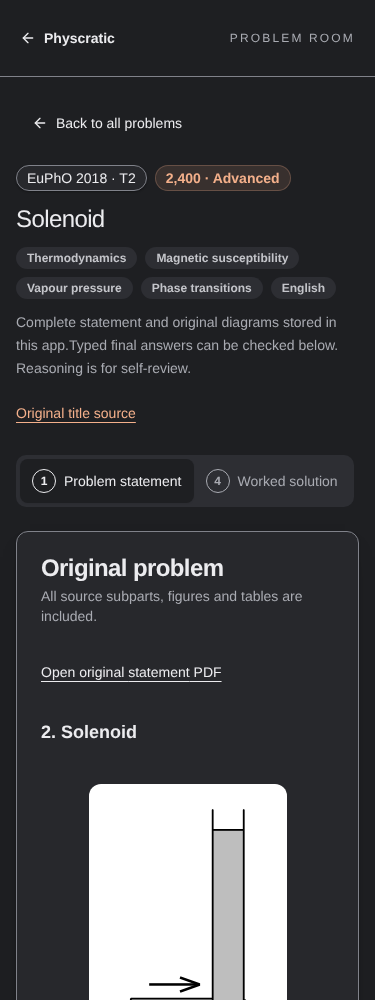 Physcratic
PROBLEM ROOM
Back to all problems
EuPhO 2018 · T2
2,400 · Advanced
Solenoid
Thermodynamics
Magnetic susceptibility
Vapour pressure
Phase transitions
English
Complete statement and original diagrams stored in
this app.Typed final answers can be checked below.
Reasoning is for self-review.
Original title source
1 Problem statement
4 Worked solution
Original problem
All source subparts, figures and tables are
included.
Open original statement PDF
2. Solenoid